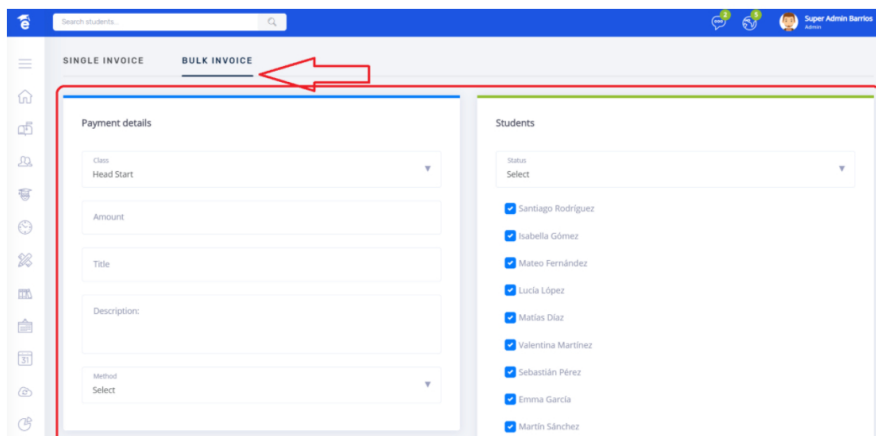 Search students.
Super Admin Barrios
Admin
SINGLE INVOICE
BULK INVOICE
Payment details
Class
Head Start
Amount
Title
Description:
Method
Select
Students
Status
Select
Santiago Rodríguez
Isabella Gómez
Mateo Fernández
Lucía López
Matías Díaz
Valentina Martínez
Sebastián Pérez
Emma García
Martín Sánchez